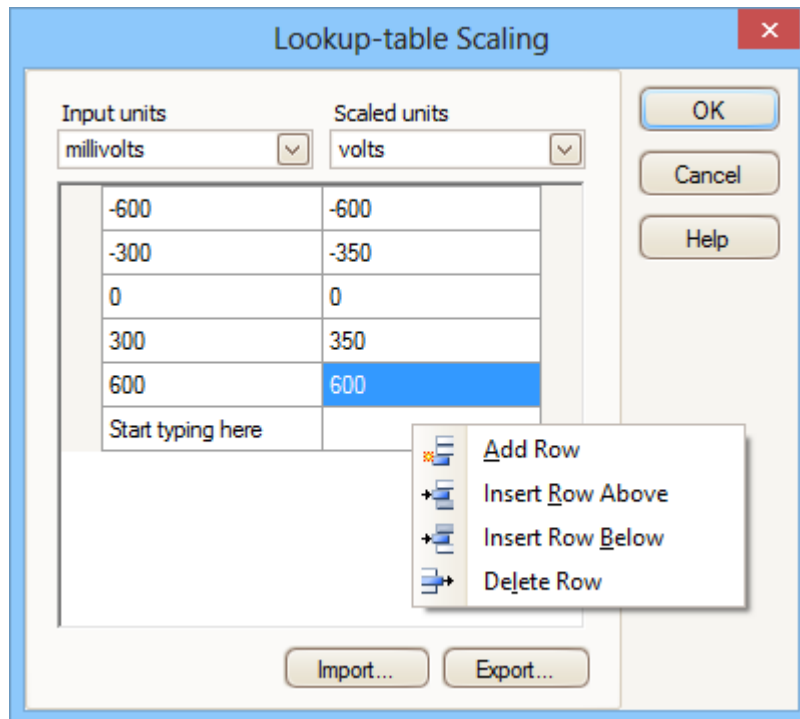 Lookup-table Scaling
Input units Scaled units
millivolts volts
-600 -600
-300 -350
0 0
300 350
600 600
Start typing here
Add Row
Insert Row Above
Insert Row Below
Delete Row
Import... Export...
OK
Cancel
Help